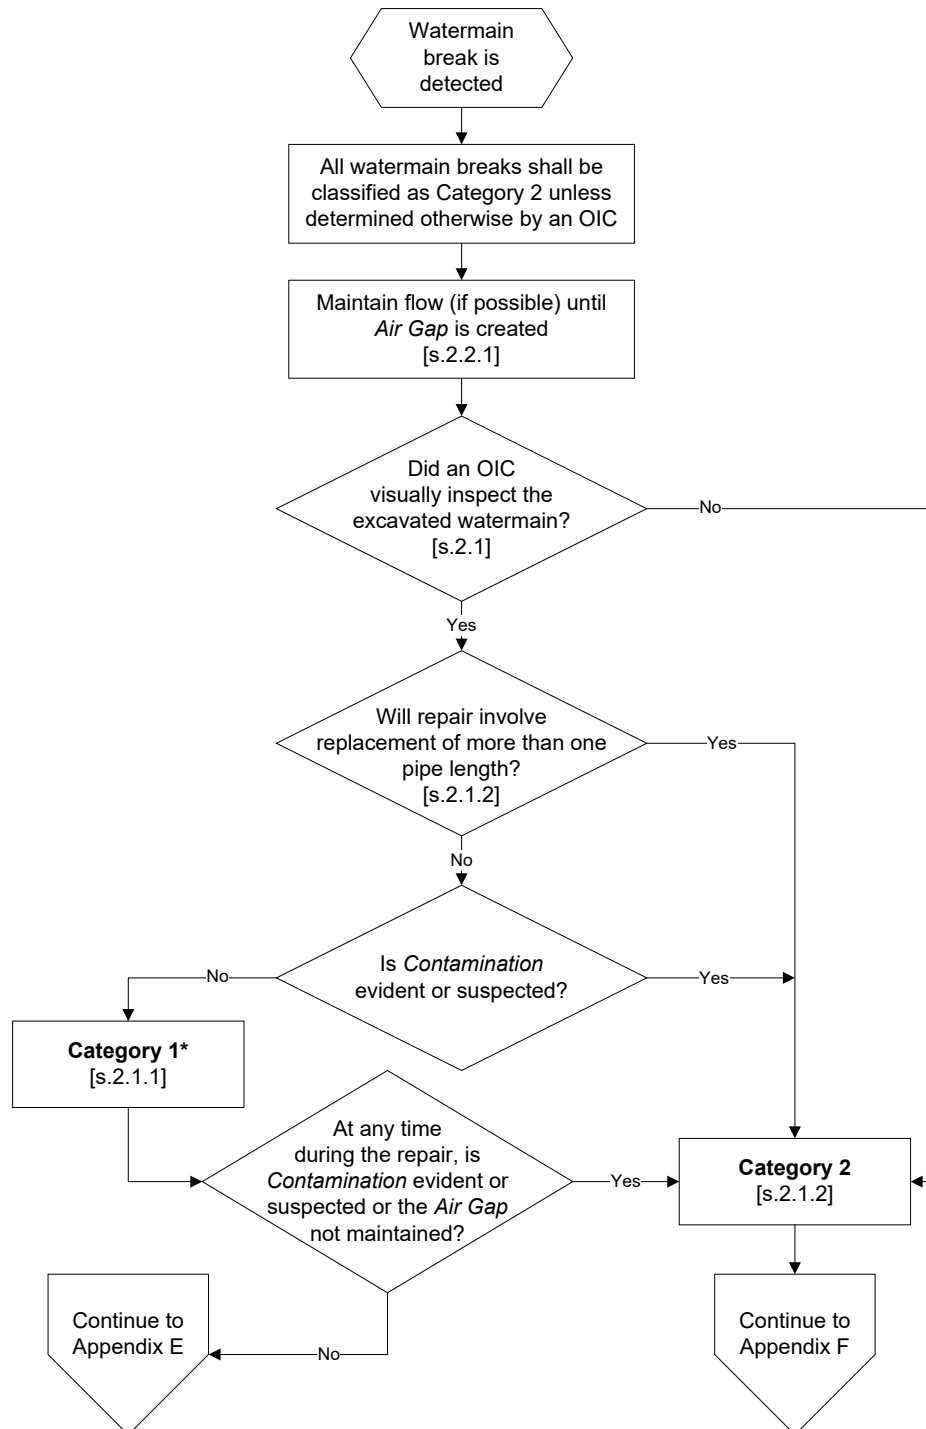 Watermain
break is
detected
All watermain breaks shall be
classified as Category 2 unless
determined otherwise by an OIC
Maintain flow (if possible) until
Air Gap is created
[s.2.2.1]
Did an OIC
visually inspect the
excavated watermain?
[s.2.1]
No
Yes
Will repair involve
replacement of more than one
pipe length?
[s.2.1.2]
Yes
No
Is Contamination
evident or suspected?
No
Yes
Category 1*
[s.2.1.1]
At any time
during the repair, is
Contamination evident or
suspected or the Air Gap
not maintained?
Yes
Category 2
[s.2.1.2]
No
Continue to
Appendix E
Continue to
Appendix F